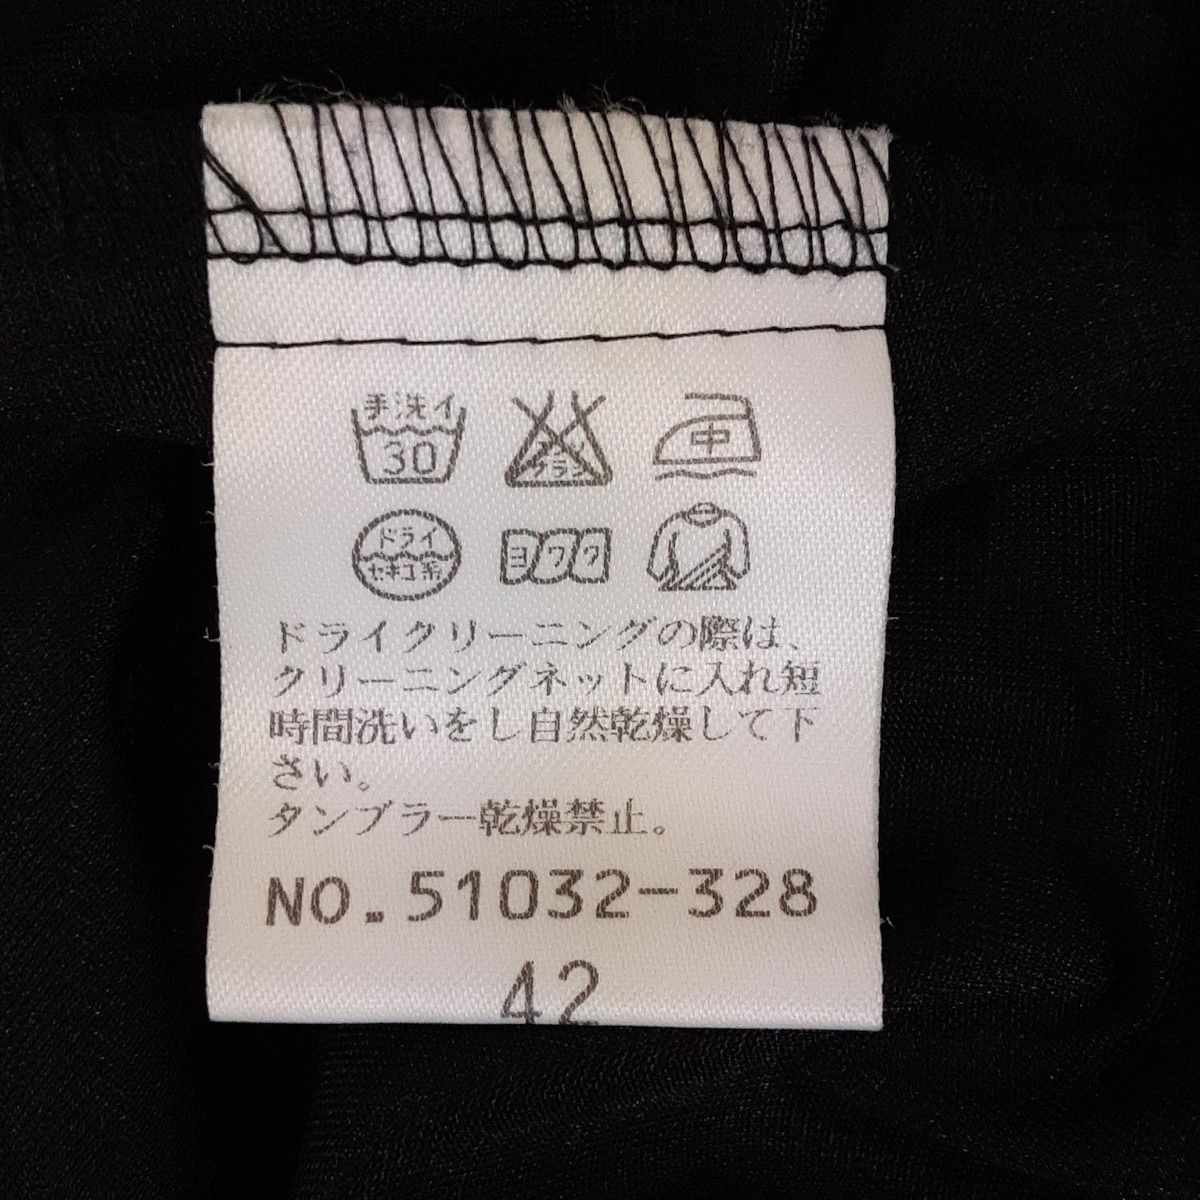 手洗イ
30
中
ドライ
セキユ系
ヨワク
ドライクリーニングの際は、
クリーニングネットに入れ短
時間洗いをし自然乾燥して下
さい。
タンブラー乾燥禁止。
NO.51032-328
42